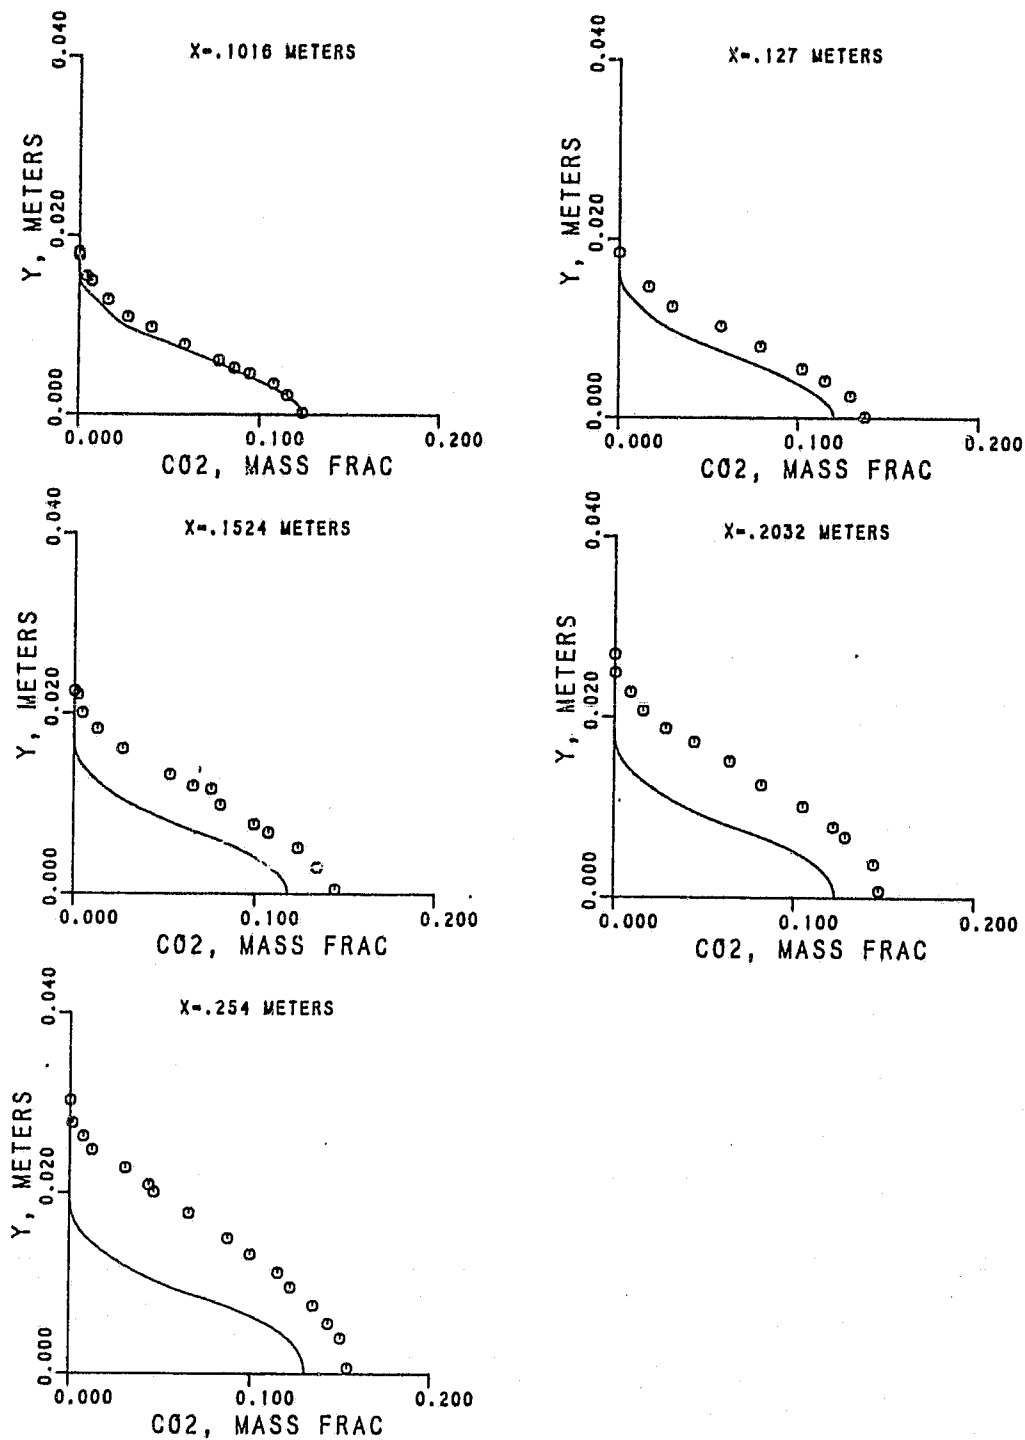 X=.1016 METERS
0.040
0.020
0.000
Y, METERS
0.000 0.100 0.200
CO2, MASS FRAC
X=.127 METERS
0.040
0.020
0.000
Y, METERS
0.000 0.100 0.200
CO2, MASS FRAC
X=.1524 METERS
0.040
0.020
0.000
Y, METERS
0.000 0.100 0.200
CO2, MASS FRAC
X=.2032 METERS
0.040
0.020
0.000
Y, METERS
0.000 0.100 0.200
CO2, MASS FRAC
X=.254 METERS
0.040
0.020
0.000
Y, METERS
0.000 0.100 0.200
CO2, MASS FRAC